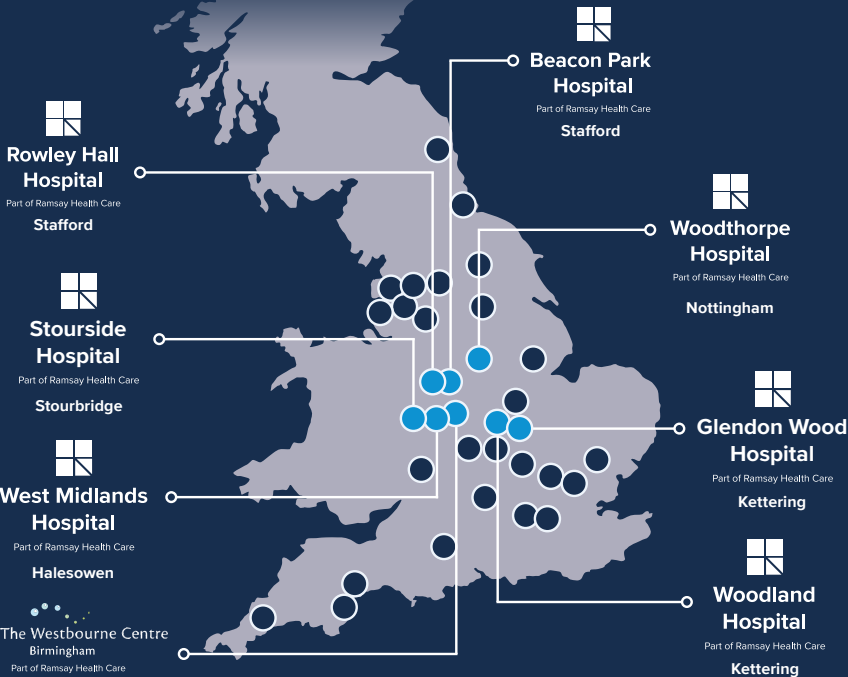 Beacon Park
Hospital
Part of Ramsay Health Care
Stafford
Rowley Hall
Hospital
Part of Ramsay Health Care
Stafford
Woodthorpe
Hospital
Part of Ramsay Health Care
Nottingham
Stourside
Hospital
Part of Ramsay Health Care
Stourbridge
Glendon Wood
Hospital
Part of Ramsay Health Care
Kettering
West Midlands
Hospital
Part of Ramsay Health Care
Halesowen
Woodland
Hospital
Part of Ramsay Health Care
Kettering
The Westbourne Centre
Birmingham
Part of Ramsay Health Care